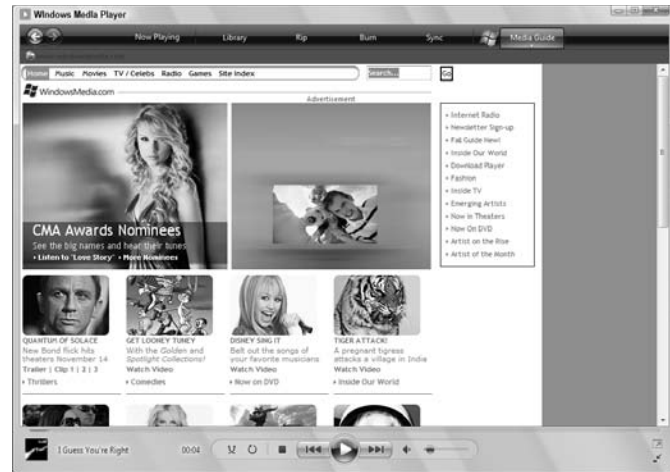 Windows Media Player
Now Playing Library Rip Burn Sync Media Guide
Home Music Movies TV / Celebs Radio Games Site Index Search... Go
WindowsMedia.com
Advertisement
CMA Awards Nominees
See the big names and hear their tunes
Listen to 'Love Story' More Nominees
Internet Radio
Newsletter Sign-up
Fall Guide New!
Inside Our World
Download Player
Fashion
Inside TV
Emerging Artists
Now in Theaters
Now On DVD
Artist on the Rise
Artist of the Month
QUANTUM OF SOLACE
New Bond flick hits
theaters November 14
Trailer | Clip 1 | 2 | 3
Thrillers
GET LOONEY TUNEY
With the Golden and
Spotlight Collections!
Watch Video
Comedies
DISNEY SING IT
Belt out the songs of
your favorite musicians
Watch Video
Now on DVD
TIGER ATTACK!
A pregnant tigress
attacks a village in India
Watch Video
Inside Our World
I Guess You're Right 00:04